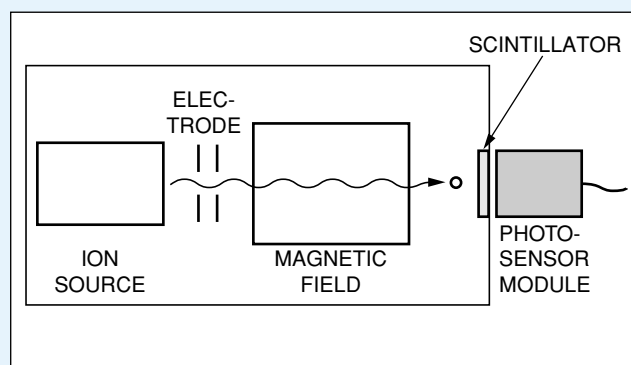 SCINTILLATOR
ELEC-
TRODE
ION
SOURCE
MAGNETIC
FIELD
PHOTO-
SENSOR
MODULE